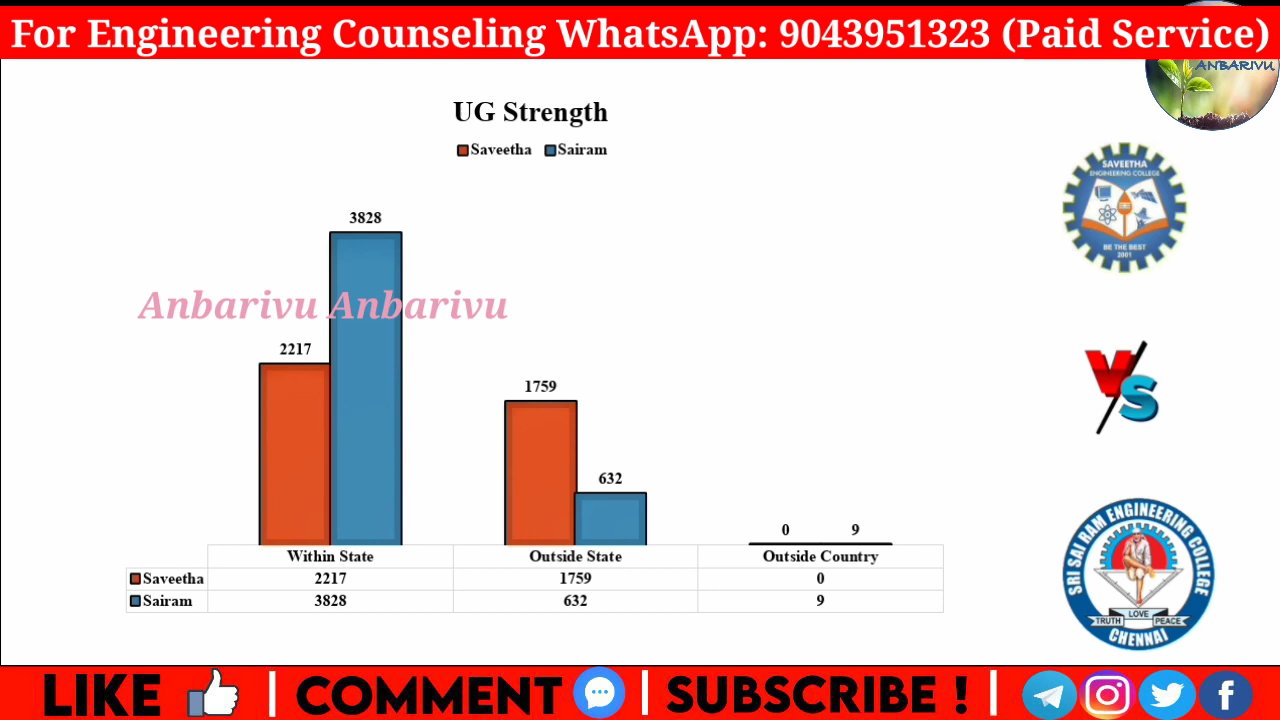 For Engineering Counseling WhatsApp: 9043951323 (Paid Service)
ANBARIVU
UG Strength
Saveetha Sairam
SAVEETHA
ENGINEERING COLLEGE
BE THE BEST
2001
3828
Anbarivu Anbarivu
2217
1759
632
VS
0 9
Within State Outside State Outside Country
Saveetha 2217 1759 0
Sairam 3828 632 9
SRI SAI RAM ENGINEERING COLLEGE
LOVE
TRUTH PEACE
CHENNAI
LIKE | COMMENT | SUBSCRIBE ! |